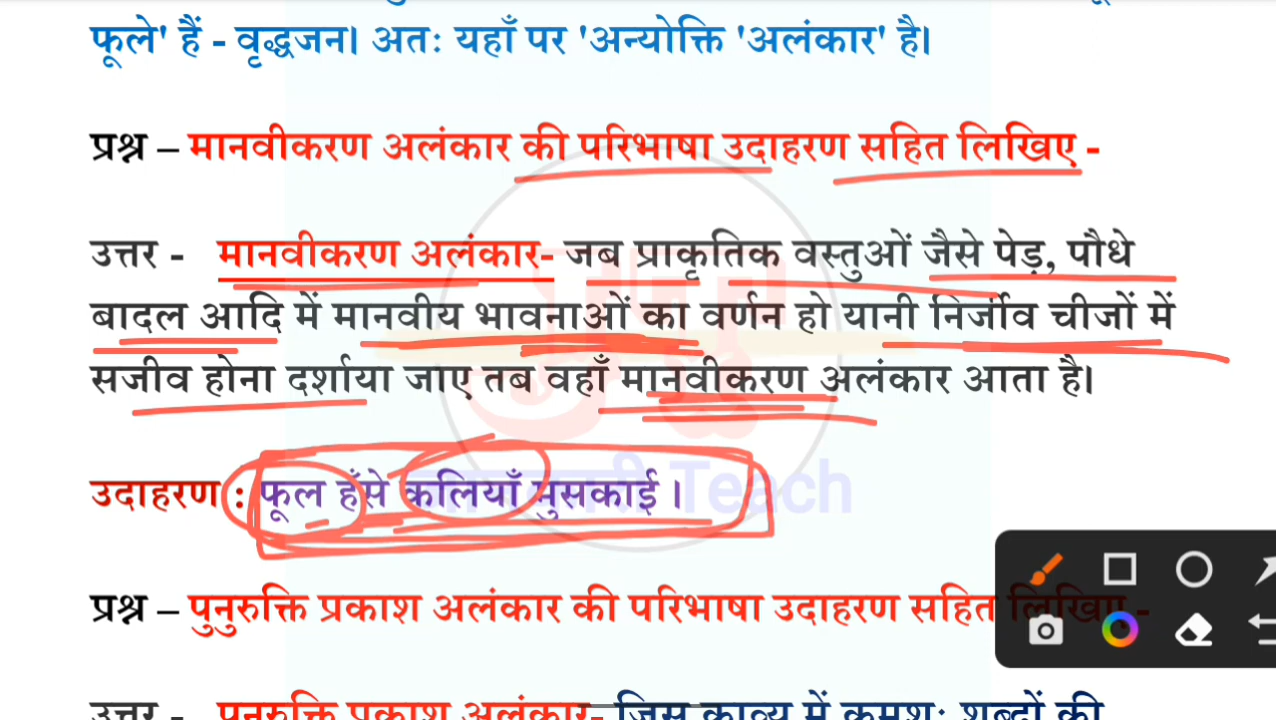 फूले' हैं - वृद्धजन। अतः यहाँ पर 'अन्योक्ति 'अलंकार' है।
प्रश्न – मानवीकरण अलंकार की परिभाषा उदाहरण सहित लिखिए -
उत्तर - मानवीकरण अलंकार- जब प्राकृतिक वस्तुओं जैसे पेड़, पौधे
बादल आदि में मानवीय भावनाओं का वर्णन हो यानी निर्जीव चीजों में
सजीव होना दर्शाया जाए तब वहाँ मानवीकरण अलंकार आता है।
उदाहरण : फूल हँसे कलियाँ मुसकाई ।
Teach
प्रश्न – पुनुरुक्ति प्रकाश अलंकार की परिभाषा उदाहरण सहित लिखिए -
उत्तर - पुनरुक्ति प्रकाश अलंकार- जिस काव्य में क्रमशः शब्दों की